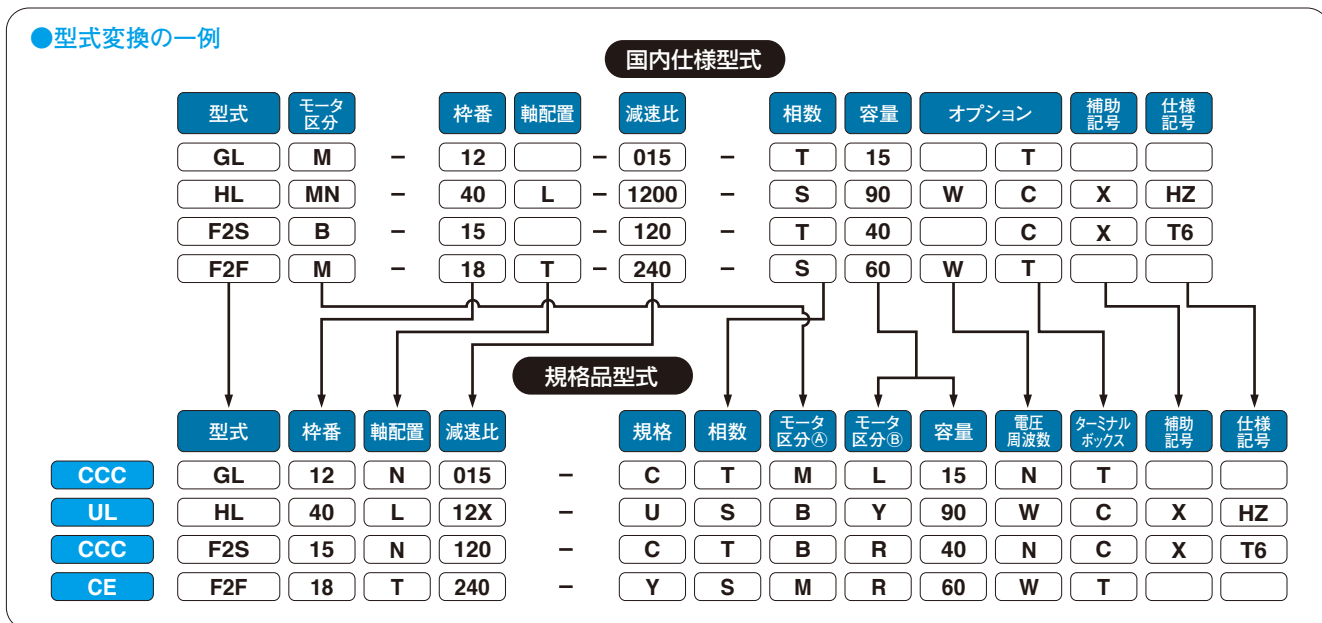 ●型式変換の一例
国内仕様型式
型式 モータ区分 枠番 軸配置 減速比 相数 容量 オプション 補助記号 仕様記号
GL M – 12 – 015 – T 15 T
HL MN – 40 L – 1200 – S 90 W C X HZ
F2S B – 15 – 120 – T 40 C X T6
F2F M – 18 T – 240 – S 60 W T
規格品型式
型式 枠番 軸配置 減速比 規格 相数 モータ区分Ⓐ モータ区分Ⓑ 容量 電圧周波数 ターミナルボックス 補助記号 仕様記号
CCC GL 12 N 015 – C T M L 15 N T
UL HL 40 L 12X – U S B Y 90 W C X HZ
CCC F2S 15 N 120 – C T B R 40 N C X T6
CE F2F 18 T 240 – Y S M R 60 W T